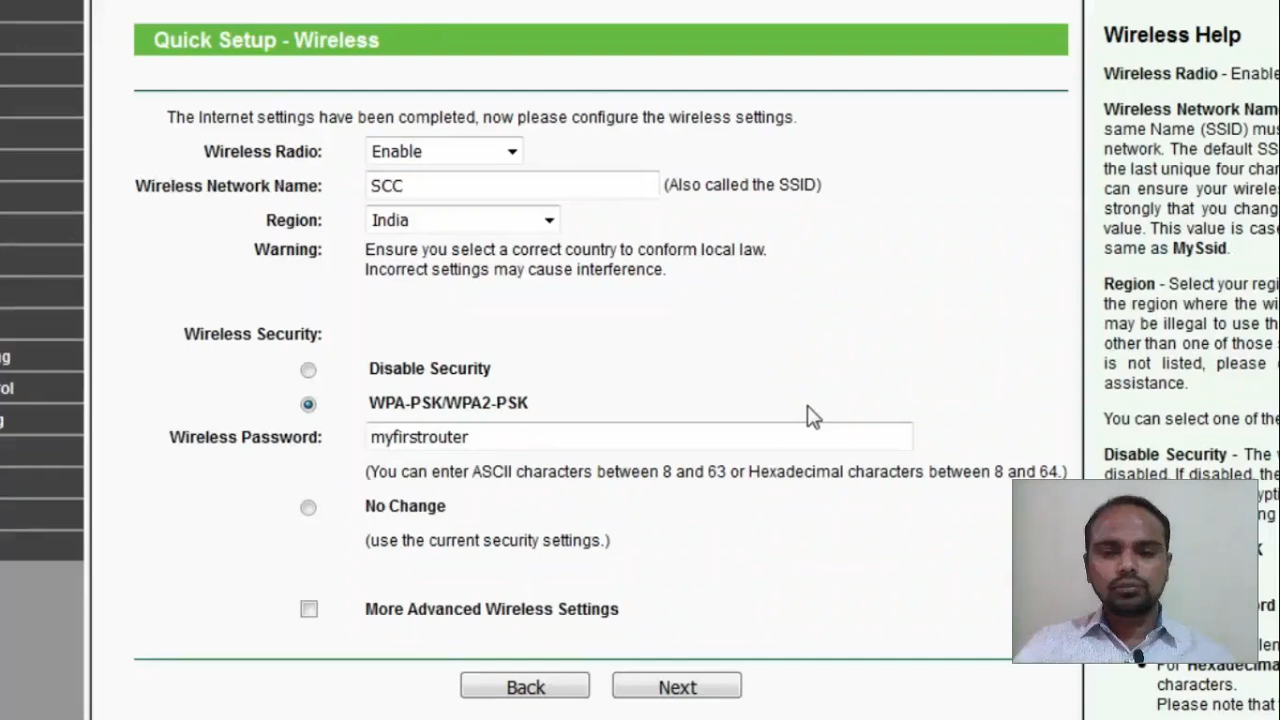 Quick Setup - Wireless
The Internet settings have been completed, now please configure the wireless settings.
Wireless Radio: Enable
Wireless Network Name: SCC (Also called the SSID)
Region: India
Warning: Ensure you select a correct country to conform local law.
Incorrect settings may cause interference.
Wireless Security:
Disable Security
WPA-PSK/WPA2-PSK
Wireless Password: myfirstrouter
(You can enter ASCII characters between 8 and 63 or Hexadecimal characters between 8 and 64.)
No Change
(use the current security settings.)
More Advanced Wireless Settings
Back Next
Wireless Help
Wireless Radio - Enable
Wireless Network Nam
same Name (SSID) mus
network. The default SS
the last unique four char
can ensure your wireles
strongly that you chang
value. This value is case
same as MySsid.
Region - Select your regi
the region where the wi
may be illegal to use th
other than one of those
is not listed, please
assistance.
You can select one of the
Disable Security - The
disabled. If disabled, the
For Hexadecima
characters.
Please note that